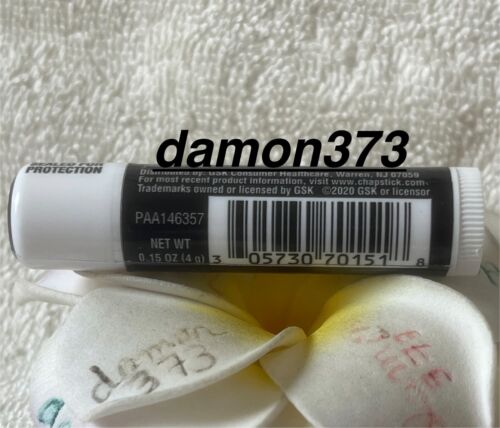 damon373
SEALED FOR
PROTECTION
Distributed by: GSK Consumer Healthcare, Warren, NJ 07059
For most recent product information, visit www.chapstick.com
Trademarks owned or licensed by GSK ©2020 GSK or licensor
PAA146357
NET WT
0.15 OZ (4 g)
3 05730 70151 8
damon
373